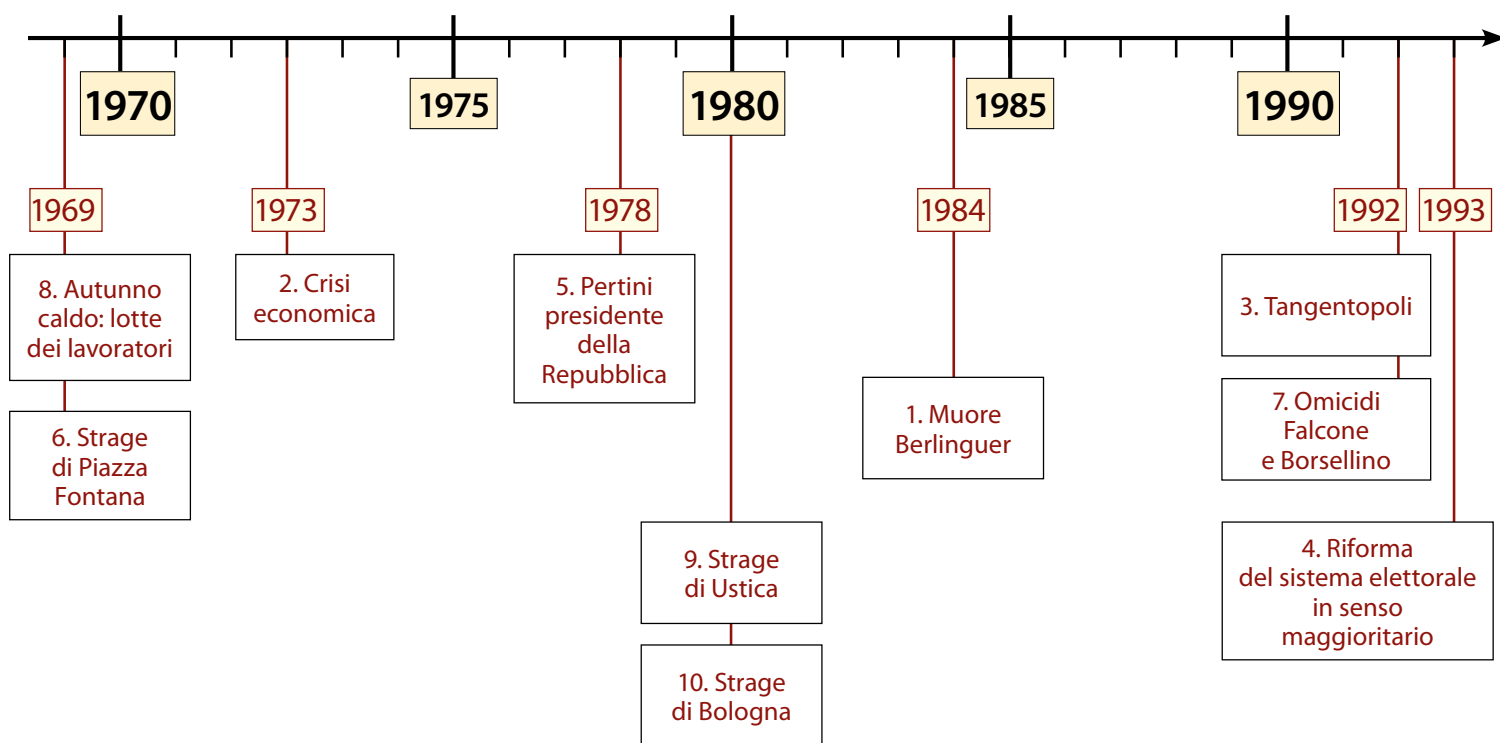 1970
1975
1980
1985
1990
1969
1973
1978
1984
1992
1993
8. Autunno
caldo: lotte
dei lavoratori
6. Strage
di Piazza
Fontana
2. Crisi
economica
5. Pertini
presidente
della
Repubblica
9. Strage
di Ustica
10. Strage
di Bologna
1. Muore
Berlinguer
3. Tangentopoli
7. Omicidi
Falcone
e Borsellino
4. Riforma
del sistema elettorale
in senso
maggioritario